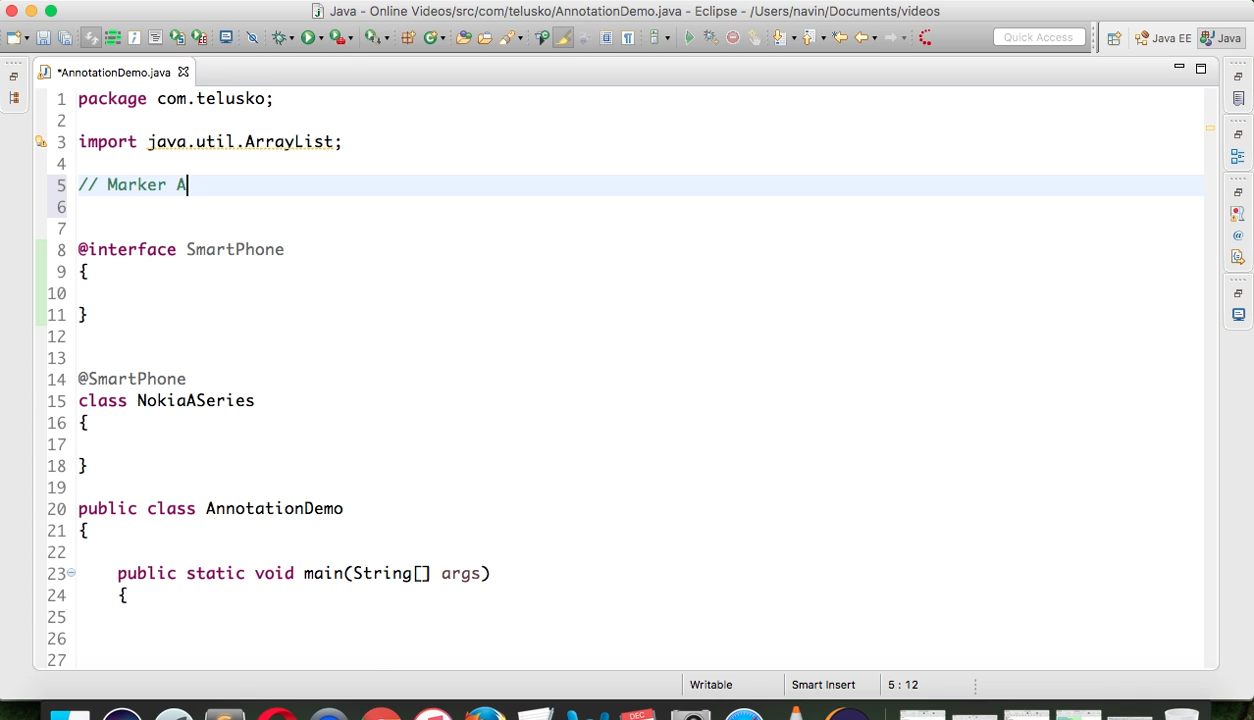 Java - Online Videos/src/com/telusko/AnnotationDemo.java - Eclipse - /Users/navin/Documents/videos
Quick Access
Java EE
Java
*AnnotationDemo.java
1 package com.telusko;
2
3 import java.util.ArrayList;
4
5 // Marker A
6
7
8 @interface SmartPhone
9 {
10
11 }
12
13
14 @SmartPhone
15 class NokiaASeries
16 {
17
18 }
19
20 public class AnnotationDemo
21 {
22
23 public static void main(String[] args)
24 {
25
26
27
Writable
Smart Insert
5 : 12
DEC